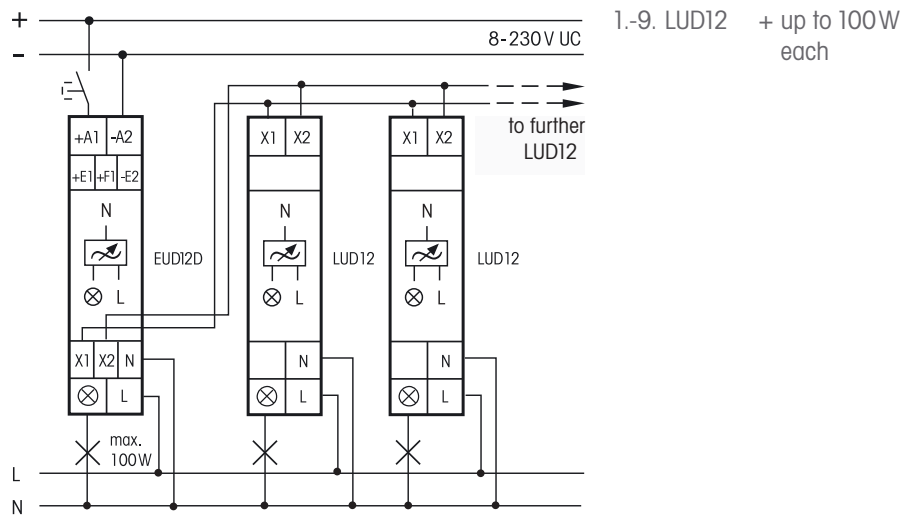 +
8-230 V UC
-
1.-9. LUD12 + up to 100 W
each
to further
LUD12
+A1 -A2
X1 X2
X1 X2
+E1 +F1 -E2
N
N
N
EUD12D
LUD12
LUD12
L
L
L
X1 X2 N
N
N
L
L
L
max.
100 W
L
N